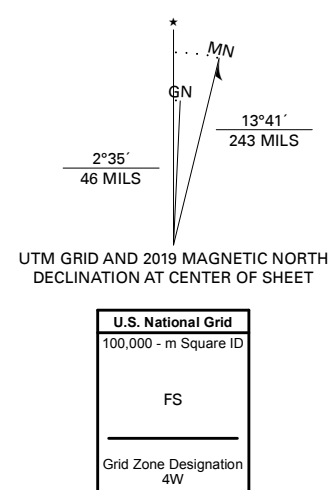 ★
MN
GN
13°41´
243 MILS
2°35´
46 MILS
UTM GRID AND 2019 MAGNETIC NORTH
DECLINATION AT CENTER OF SHEET
U.S. National Grid
100,000 - m Square ID
FS
Grid Zone Designation
4W